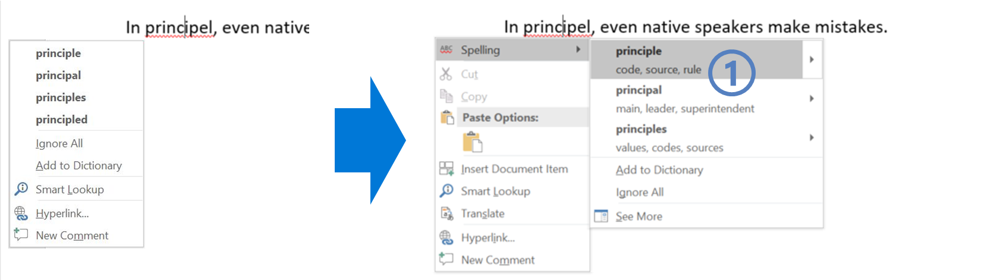 In principel, even native
principle
principal
principles
principled
Ignore All
Add to Dictionary
Smart Lookup
Hyperlink...
New Comment
In principel, even native speakers make mistakes.
ABC Spelling
Cut
Copy
Paste Options:
Insert Document Item
Smart Lookup
Translate
Hyperlink...
New Comment
principle
code, source, rule
1
principal
main, leader, superintendent
principles
values, codes, sources
Add to Dictionary
Ignore All
See More